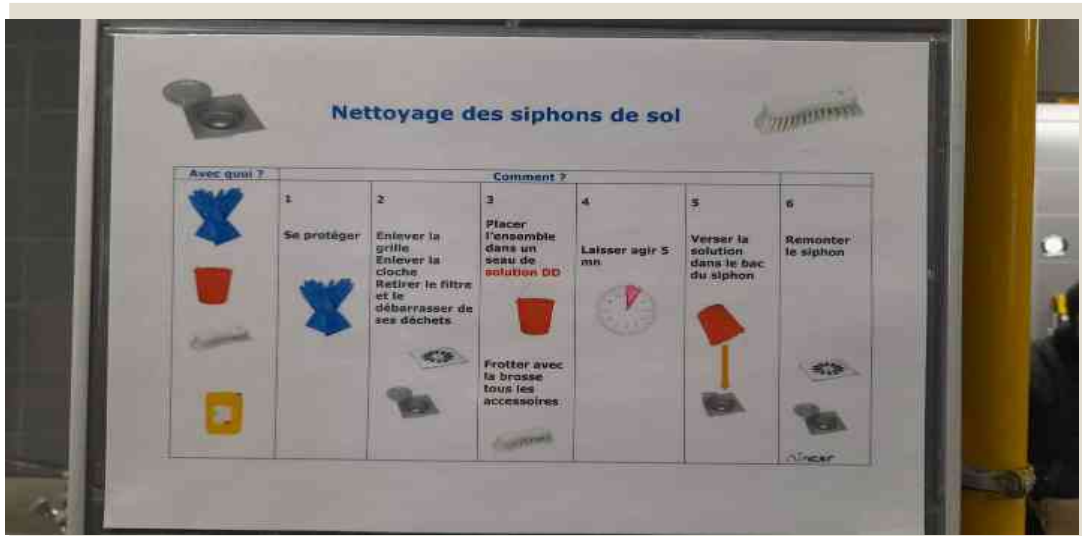 Nettoyage des siphons de sol
Avec quoi ?
Comment ?
1
Se protéger
2
Enlever la
grille
Enlever la
cloche
Retirer le filtre
et le
débarrasser de
ses déchets
3
Placer
l'ensemble
dans un
seau de
solution DD
Frotter avec
la brosse
tous les
accessoires
4
Laisser agir 5
mn
5
Verser la
solution
dans le bac
du siphon
6
Remonter
le siphon